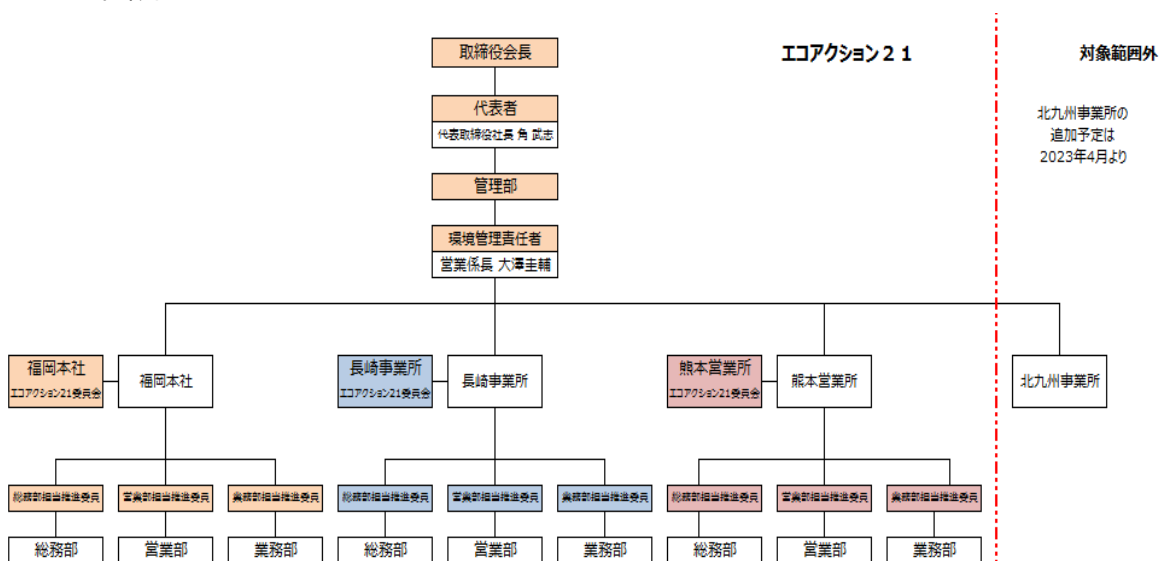 取締役会長
エコアクション21
対象範囲外
代表者
代表取締役社長 角 武志
北九州事業所の
追加予定は
2023年4月より
管理部
環境管理責任者
営業係長 大澤圭輔
福岡本社
エコアクション21委員会
福岡本社
長崎事業所
エコアクション21委員会
長崎事業所
熊本営業所
エコアクション21委員会
熊本営業所
北九州事業所
総務部担当推進委員
営業部担当推進委員
業務部担当推進委員
総務部担当推進委員
営業部担当推進委員
業務部担当推進委員
総務部担当推進委員
営業部担当推進委員
業務部担当推進委員
総務部
営業部
業務部
総務部
営業部
業務部
総務部
営業部
業務部